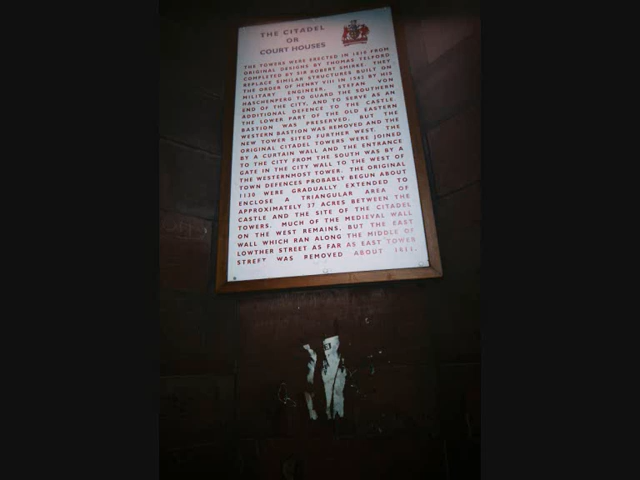 THE CITADEL
OR
COURT HOUSES
THE TOWERS WERE ERECTED IN 1810 FROM
ORIGINAL DESIGNS BY THOMAS TELFORD
COMPLETED BY SIR ROBERT SMIRKE. THEY
REPLACE SIMILAR STRUCTURES BUILT ON
THE ORDER OF HENRY VIII IN 1542 BY HIS
MILITARY ENGINEER, STEFAN VON
HASCHENPERG TO GUARD THE SOUTHERN
END OF THE CITY, AND TO SERVE AS AN
ADDITIONAL DEFENCE TO THE CASTLE.
THE LOWER PART OF THE OLD EASTERN
BASTION WAS PRESERVED, BUT THE
WESTERN BASTION WAS REMOVED AND THE
NEW TOWER SITED FURTHER WEST. THE
ORIGINAL CITADEL TOWERS WERE JOINED
BY A CURTAIN WALL AND THE ENTRANCE
TO THE CITY FROM THE SOUTH WAS BY A
GATE IN THE CITY WALL TO THE WEST OF
THE WESTERNMOST TOWER. THE ORIGINAL
TOWN DEFENCES PROBABLY BEGUN ABOUT
1130 WERE GRADUALLY EXTENDED TO
ENCLOSE A TRIANGULAR AREA OF
APPROXIMATELY 37 ACRES BETWEEN THE
CASTLE AND THE SITE OF THE CITADEL
TOWERS. MUCH OF THE MEDIEVAL WALL
ON THE WEST REMAINS, BUT THE EAST
WALL WHICH RAN ALONG THE MIDDLE OF
LOWTHER STREET AS FAR AS EAST TOWER
STREET WAS REMOVED ABOUT